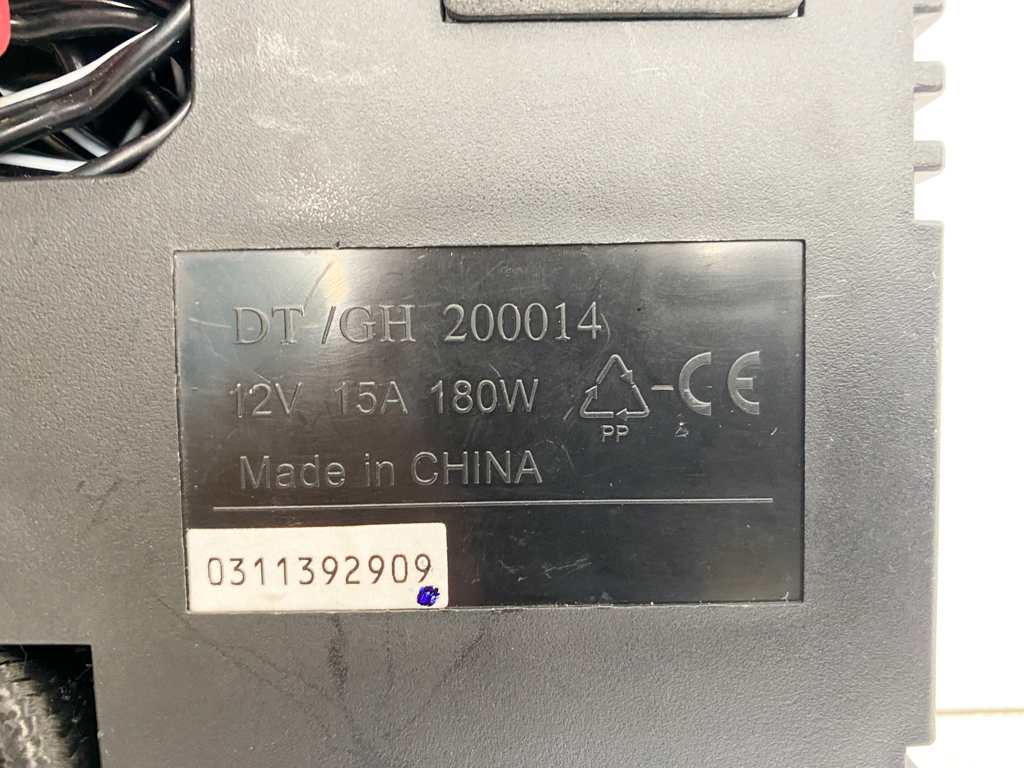 DT /GH 200014
12V 15A 180W
PP
CE
Made in CHINA
0311392909